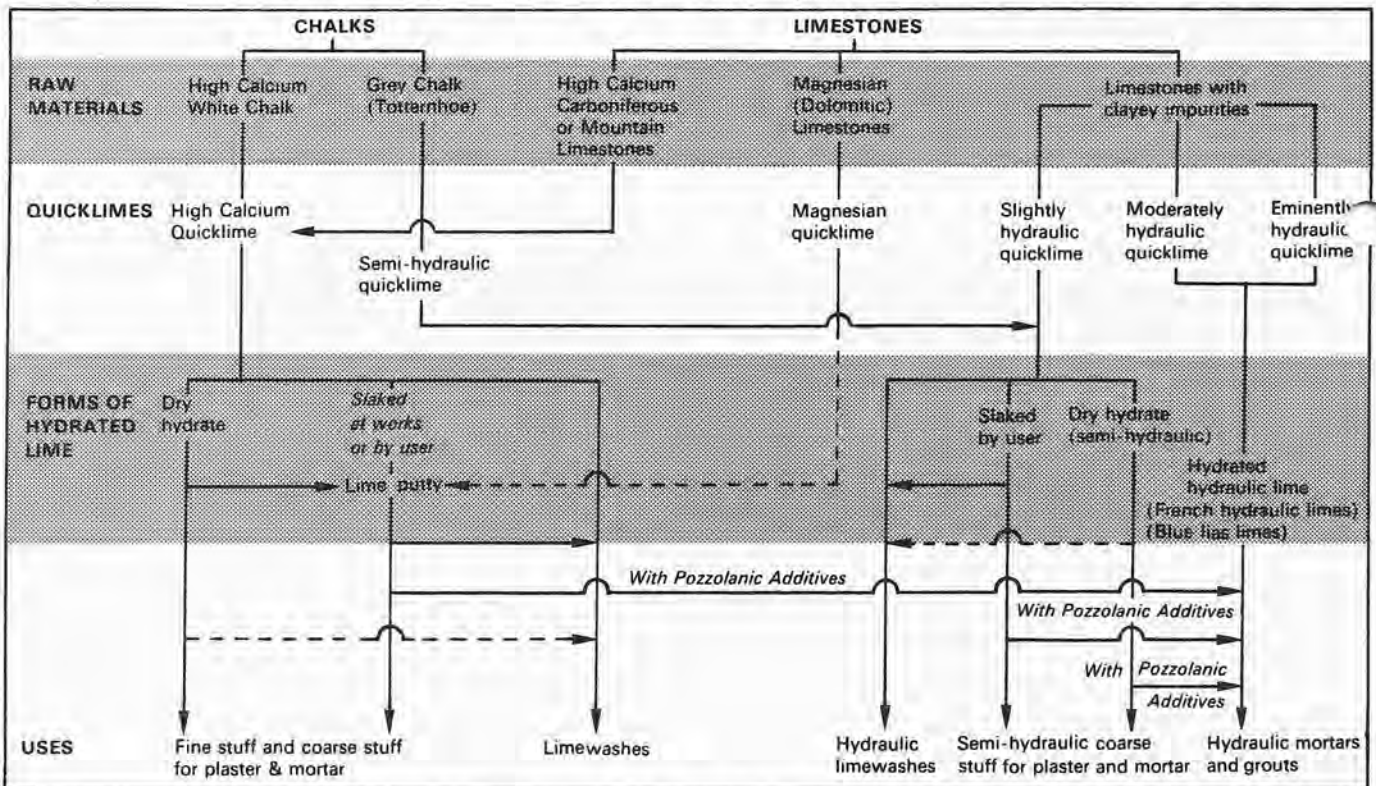 CHALKS
LIMESTONES
RAW
MATERIALS
High Calcium
White Chalk
Grey Chalk
(Totternhoe)
High Calcium
Carboniferous
or Mountain
Limestones
Magnesian
(Dolomitic)
Limestones
Limestones with
clayey impurities
QUICKLIMES
High Calcium
Quicklime
Semi-hydraulic
quicklime
Magnesian
quicklime
Slightly
hydraulic
quicklime
Moderately
hydraulic
quicklime
Eminently
hydraulic
quicklime
FORMS OF
HYDRATED
LIME
Dry
hydrate
Slaked
at works
or by user
Lime putty
Slaked
by user
Dry hydrate
(semi-hydraulic)
Hydrated
hydraulic lime
(French hydraulic limes)
(Blue lias limes)
With Pozzolanic Additives
With Pozzolanic Additives
With Pozzolanic
Additives
USES
Fine stuff and coarse stuff
for plaster & mortar
Limewashes
Hydraulic
limewashes
Semi-hydraulic coarse
stuff for plaster and mortar
Hydraulic mortars
and grouts